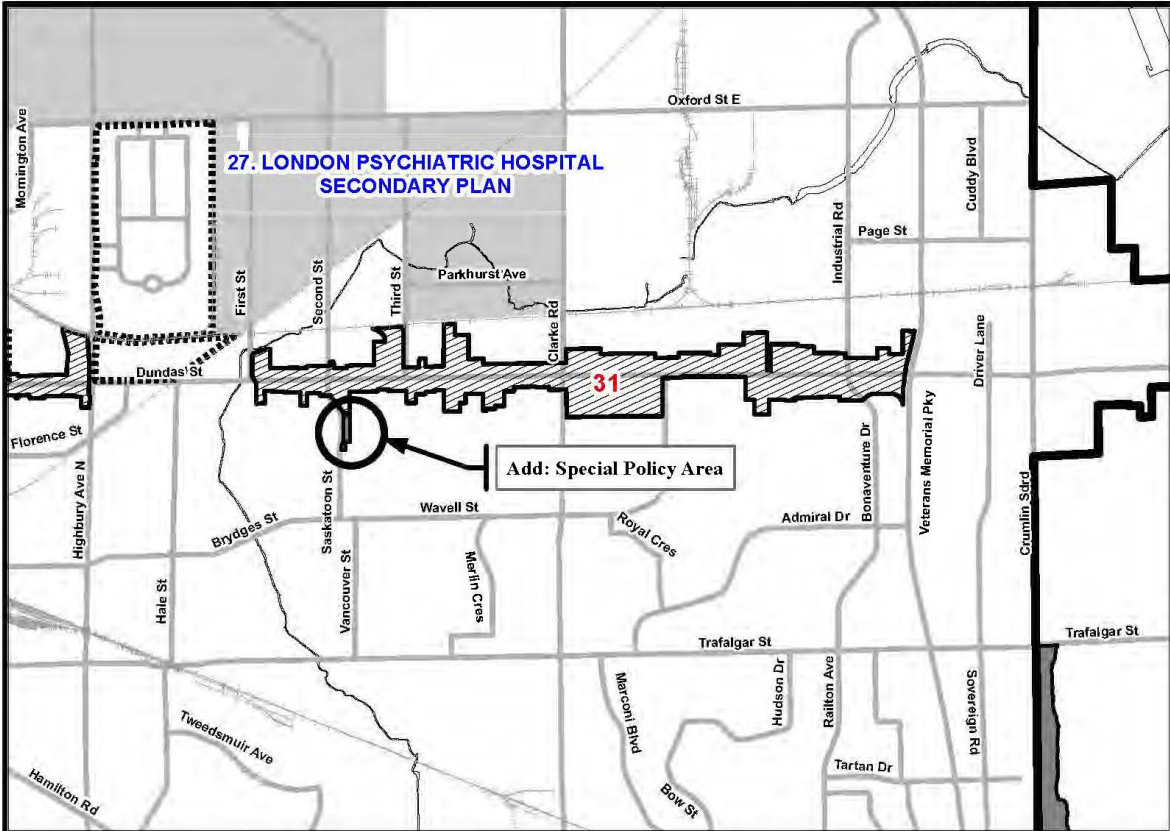 Oxford St E
Mornington Ave
27. LONDON PSYCHIATRIC HOSPITAL
SECONDARY PLAN
Cuddy Blvd
Industrial Rd
Page St
First St
Second St
Third St
Parkhurst Ave
Clarke Rd
Driver Lane
Dundas St
31
Florence St
Highbury Ave N
Add: Special Policy Area
Saskatoon St
Bonaventure Dr
Veterans Memorial Pky
Crumlin Sdrd
Wavell St
Brydges St
Royal Cres
Admiral Dr
Hale St
Vancouver St
Merlin Cres
Trafalgar St
Trafalgar St
Marconi Blvd
Hudson Dr
Railton Ave
Sovereign Rd
Tweedsmuir Ave
Hamilton Rd
Bow St
Tartan Dr